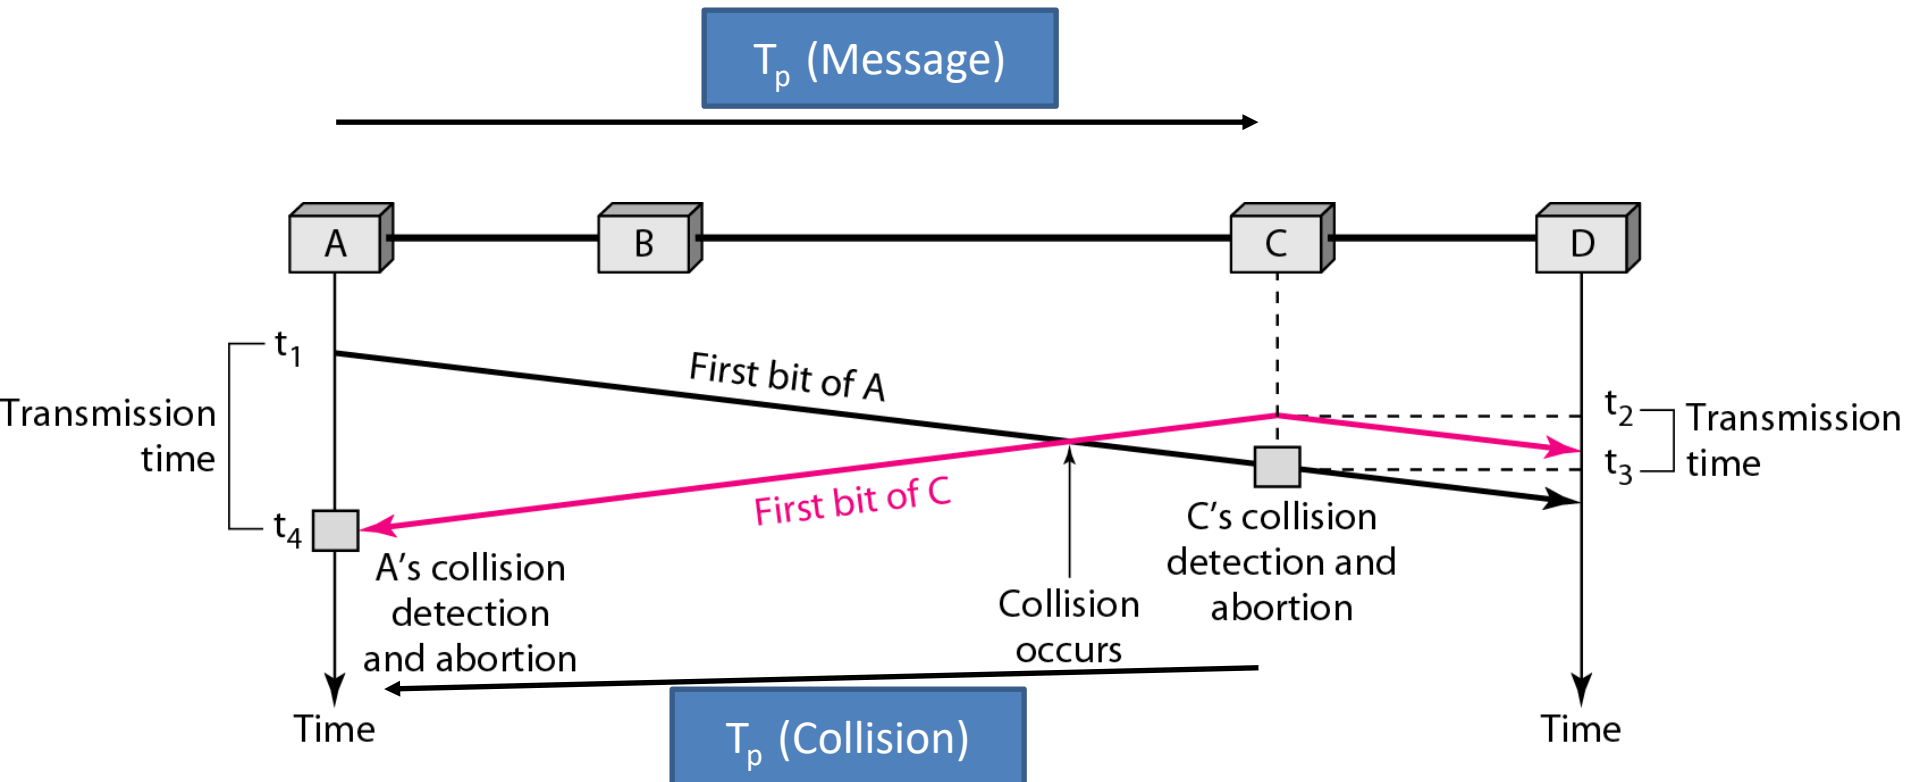 Tp (Message)
A
B
C
D
t1
First bit of A
Transmission
time
t2
Transmission
time
t3
First bit of C
t4
A’s collision
detection
and abortion
C’s collision
detection and
abortion
Collision
occurs
Time
Time
Tp (Collision)